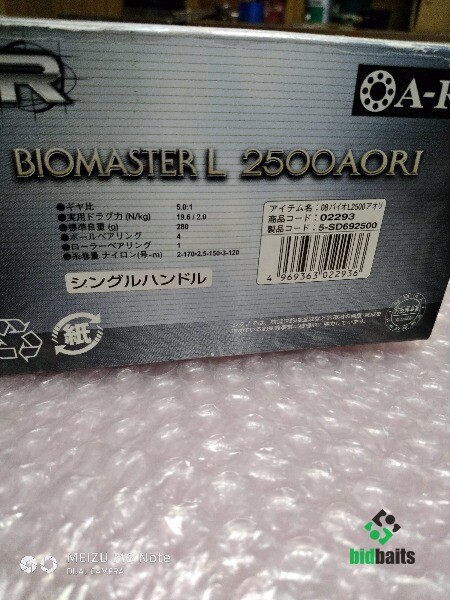 R
A-R
BIOMASTER L 2500AORI
●ギヤ比 5.0:1
●実用ドラグ力 (N/kg) 19.6 / 2.0
●標準自重 (g) 280
●ボールベアリング 4
●ローラーベアリング 1
●糸巻量 ナイロン(号-m) 2-170•2.5-150•3-120
シングルハンドル
アイテム名：08バイオL2500アオリ
商品コード：02293
製品コード：5-SD692500
4 969363 022936
紙
MEIZU M6 Note
DUAL CAMERA
bidbaits